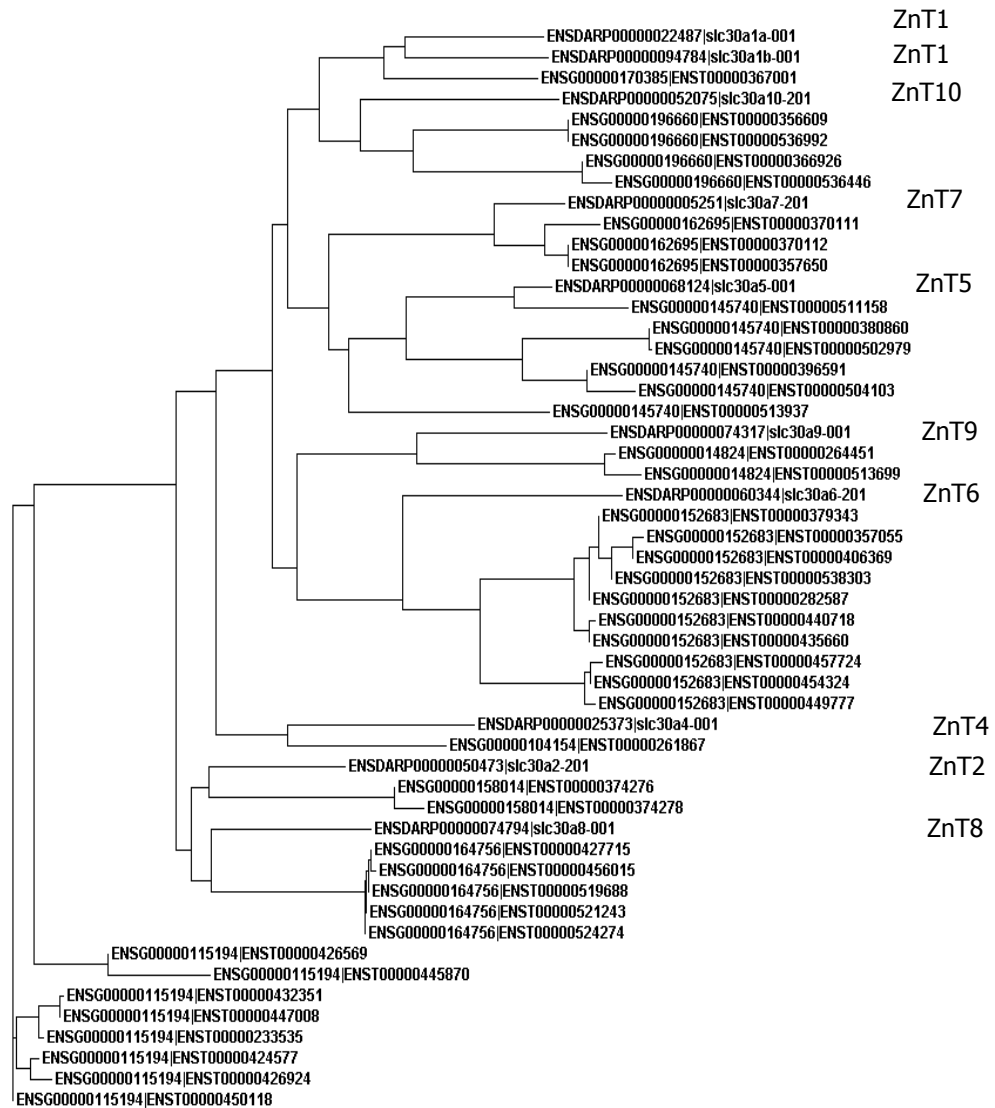 ZnT1
ENSDARP00000022487|slc30a1a-001
ENSDARP00000094784|slc30a1b-001 ZnT1
ENSG00000170385|ENST00000367001
ENSDARP00000052075|slc30a10-201 ZnT10
ENSG00000196660|ENST00000356609
ENSG00000196660|ENST00000536992
ENSG00000196660|ENST00000366926
ENSG00000196660|ENST00000536446
ENSDARP00000005251|slc30a7-201 ZnT7
ENSG00000162695|ENST00000370111
ENSG00000162695|ENST00000370112
ENSG00000162695|ENST00000357650
ENSDARP00000068124|slc30a5-001 ZnT5
ENSG00000145740|ENST00000511158
ENSG00000145740|ENST00000380860
ENSG00000145740|ENST00000502979
ENSG00000145740|ENST00000396591
ENSG00000145740|ENST00000504103
ENSG00000145740|ENST00000513937
ENSDARP00000074317|slc30a9-001 ZnT9
ENSG00000014824|ENST00000264451
ENSG00000014824|ENST00000513699
ENSDARP00000060344|slc30a6-201 ZnT6
ENSG00000152683|ENST00000379343
ENSG00000152683|ENST00000357055
ENSG00000152683|ENST00000406369
ENSG00000152683|ENST00000538303
ENSG00000152683|ENST00000282587
ENSG00000152683|ENST00000440718
ENSG00000152683|ENST00000435660
ENSG00000152683|ENST00000457724
ENSG00000152683|ENST00000454324
ENSG00000152683|ENST00000449777
ENSDARP00000025373|slc30a4-001 ZnT4
ENSG00000104154|ENST00000261867
ENSDARP00000050473|slc30a2-201 ZnT2
ENSG00000158014|ENST00000374276
ENSG00000158014|ENST00000374278
ENSDARP00000074794|slc30a8-001 ZnT8
ENSG00000164756|ENST00000427715
ENSG00000164756|ENST00000456015
ENSG00000164756|ENST00000519688
ENSG00000164756|ENST00000521243
ENSG00000164756|ENST00000524274
ENSG00000115194|ENST00000426569
ENSG00000115194|ENST00000445870
ENSG00000115194|ENST00000432351
ENSG00000115194|ENST00000447008
ENSG00000115194|ENST00000233535
ENSG00000115194|ENST00000424577
ENSG00000115194|ENST00000426924
ENSG00000115194|ENST00000450118